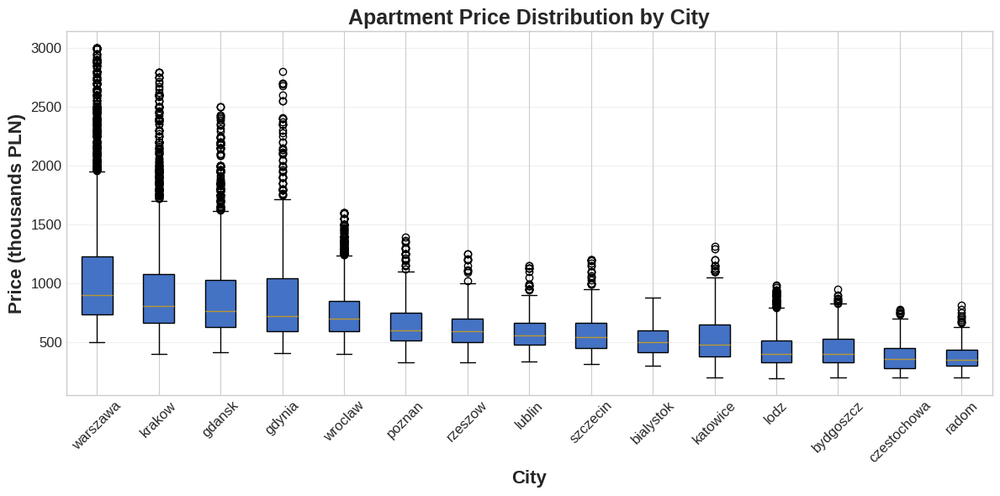 Apartment Price Distribution by City
Price (thousands PLN)
3000
2500
2000
1500
1000
500
warszawa
krakow
gdansk
gdynia
wroclaw
poznan
rzeszow
lublin
szczecin
bialystok
katowice
lodz
bydgoszcz
czestochowa
radom
City